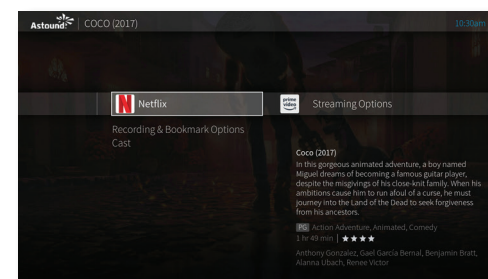 Astound: COCO (2017) 10:30am
N Netflix prime video Streaming Options
Recording & Bookmark Options
Cast
Coco (2017)
In this gorgeous animated adventure, a boy named
Miguel dreams of becoming a famous guitar player,
despite the misgivings of his close-knit family. When his
ambitions cause him to run afoul of a curse, he must
journey into the Land of the Dead to seek forgiveness
from his ancestors.
PG Action Adventure, Animated, Comedy
1 hr 49 min | ★★★★
Anthony Gonzalez, Gael García Bernal, Benjamin Bratt,
Alanna Ubach, Renee Victor